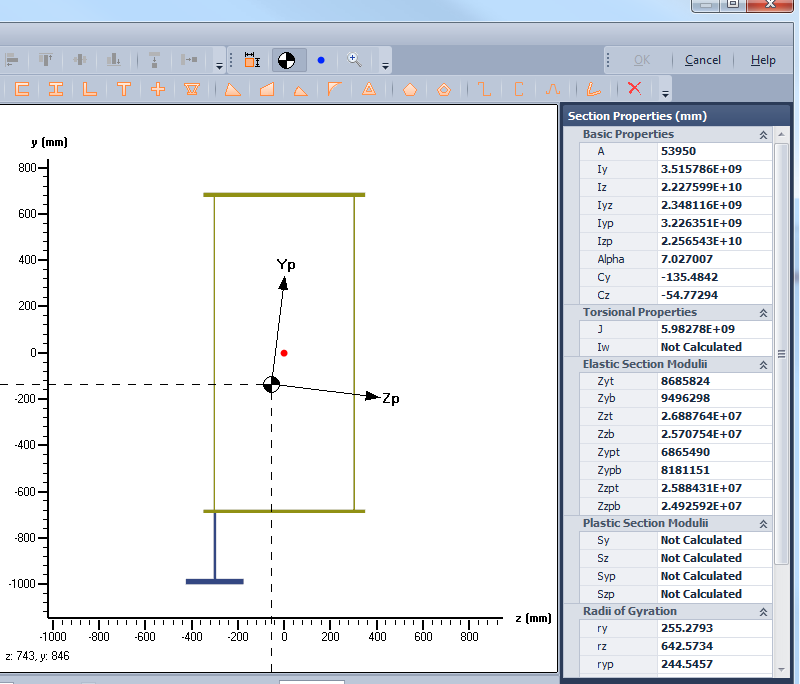 OK Cancel Help
Section Properties (mm)
Basic Properties
A 53950
Iy 3.515786E+09
Iz 2.227599E+10
Iyz 2.348116E+09
Iyp 3.226351E+09
Izp 2.256543E+10
Alpha 7.027007
Cy -135.4842
Cz -54.77294
Torsional Properties
J 5.98278E+09
Iw Not Calculated
Elastic Section Modulii
Zyt 8685824
Zyb 9496298
Zzt 2.688764E+07
Zzb 2.570754E+07
Zypt 6865490
Zypb 8181151
Zzpt 2.588431E+07
Zzpb 2.492592E+07
Plastic Section Modulii
Sy Not Calculated
Sz Not Calculated
Syp Not Calculated
Szp Not Calculated
Radii of Gyration
ry 255.2793
rz 642.5734
ryp 244.5457
y (mm)
800
600
400
200
0
-200
-400
-600
-800
-1000
Yp
Zp
z (mm)
-1000 -800 -600 -400 -200 0 200 400 600 800
z: 743, y: 846